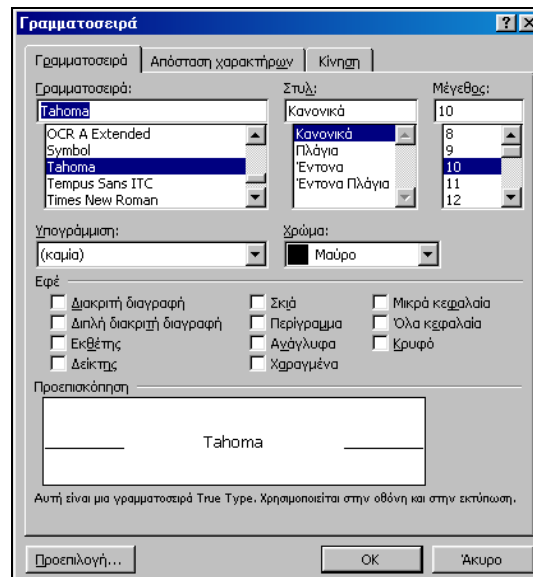 Γραμματοσειρά
Γραμματοσειρά Απόσταση χαρακτήρων Κίνηση
Γραμματοσειρά: Στυλ: Μέγεθος:
Tahoma Κανονικά 10
OCR A Extended Κανονικά 8
Symbol Πλάγια 9
Tahoma Έντονα 10
Tempus Sans ITC Έντονα Πλάγια 11
Times New Roman 12
Υπογράμμιση: Χρώμα:
(καμία) Μαύρο
Εφέ
Διακριτή διαγραφή Σκιά Μικρά κεφαλαία
Διπλή διακριτή διαγραφή Περίγραμμα Όλα κεφαλαία
Εκθέτης Ανάγλυφα Κρυφό
Δείκτης Χαραγμένα
Προεπισκόπηση
Tahoma
Αυτή είναι μια γραμματοσειρά True Type. Χρησιμοποιείται στην οθόνη και στην εκτύπωση.
Προεπιλογή... OK Άκυρο